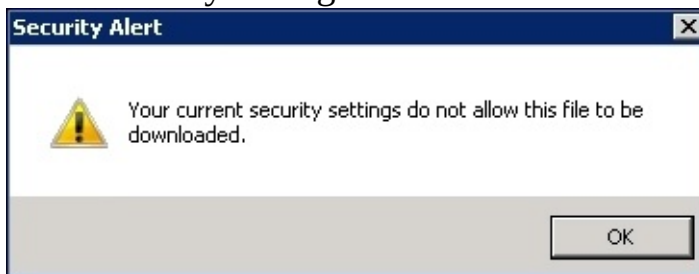 Security Alert
Your current security settings do not allow this file to be
downloaded.
OK